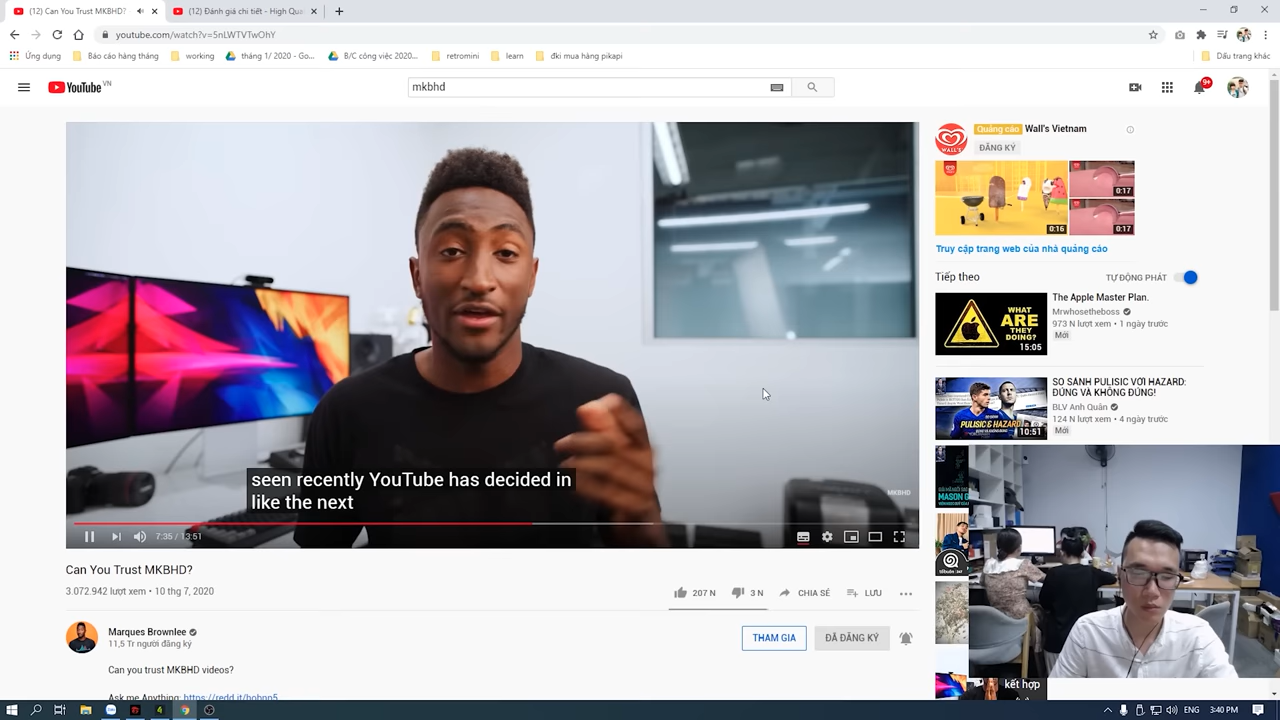 (12) Can You Trust MKBHD?
(12) Đánh giá chi tiết - High Qua
youtube.com/watch?v=5nLWTVTwOhY
Ứng dụng
Báo cáo hàng tháng
working
tháng 1/ 2020 - Go...
B/C công việc 2020...
retromini
learn
đki mua hàng pikapi
Dấu trang khác
YouTube VN
mkbhd
9+
seen recently YouTube has decided in
like the next
MKBHD
7:35 / 13:51
Can You Trust MKBHD?
3.072.942 lượt xem • 10 thg 7, 2020
207 N
3 N
CHIA SẺ
LƯU
Marques Brownlee
11,5 Tr người đăng ký
THAM GIA
ĐÃ ĐĂNG KÝ
Can you trust MKBHD videos?
Ask me Anything:
Quảng cáo Wall's Vietnam
ĐĂNG KÝ
WALL'S
0:17
0:17
0:16
Truy cập trang web của nhà quảng cáo
Tiếp theo
TỰ ĐỘNG PHÁT
WHAT
ARE
THEY
DOING?
15:05
The Apple Master Plan.
Mrwhosetheboss
973 N lượt xem • 1 ngày trước
Mới
PULISIC & HAZARD
10:51
SO SÁNH PULISIC VỚI HAZARD:
ĐÚNG VÀ KHÔNG ĐÚNG!
BLV Anh Quân
124 N lượt xem • 4 ngày trước
Mới
kết hợp
ENG
3:40 PM